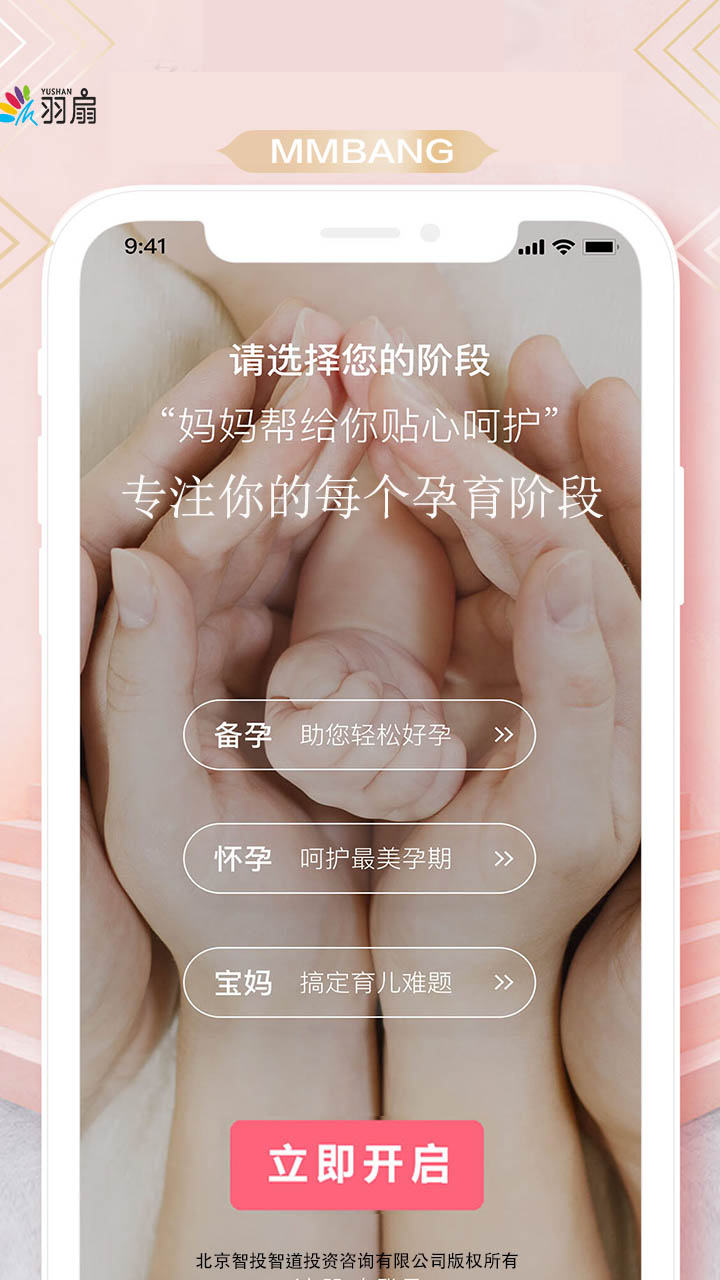 YUSHAN
羽扇
MMBANG
9:41
请选择您的阶段
“妈妈帮给你贴心呵护”
专注你的每个孕育阶段
备孕 助您轻松好孕 >>
怀孕 呵护最美孕期 >>
宝妈 搞定育儿难题 >>
立即开启
北京智投智道投资咨询有限公司版权所有